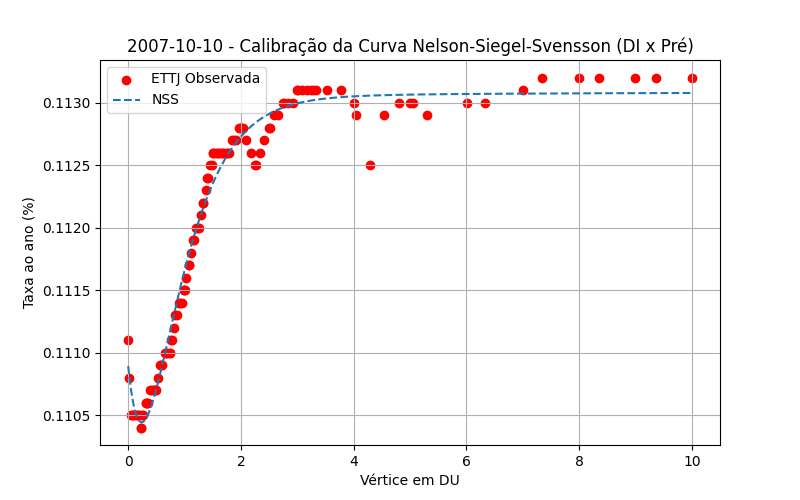 2007-10-10 - Calibração da Curva Nelson-Siegel-Svensson (DI x Pré)
ETTJ Observada
NSS
0.1130
0.1125
0.1120
0.1115
0.1110
0.1105
Taxa ao ano (%)
0 2 4 6 8 10
Vértice em DU